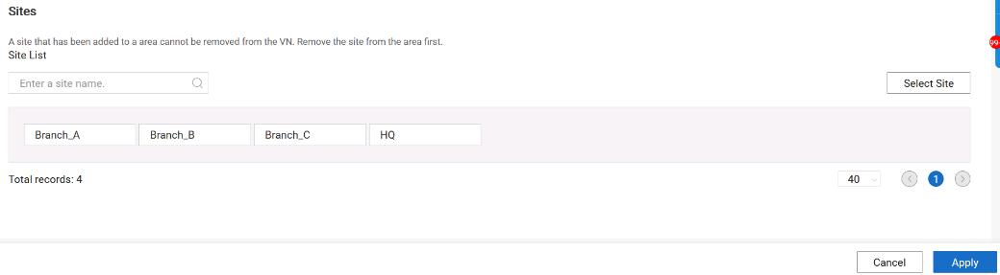 Sites
A site that has been added to a area cannot be removed from the VN. Remove the site from the area first.
Site List
Enter a site name.
Select Site
Branch_A Branch_B Branch_C HQ
Total records: 4 40 1
Cancel Apply